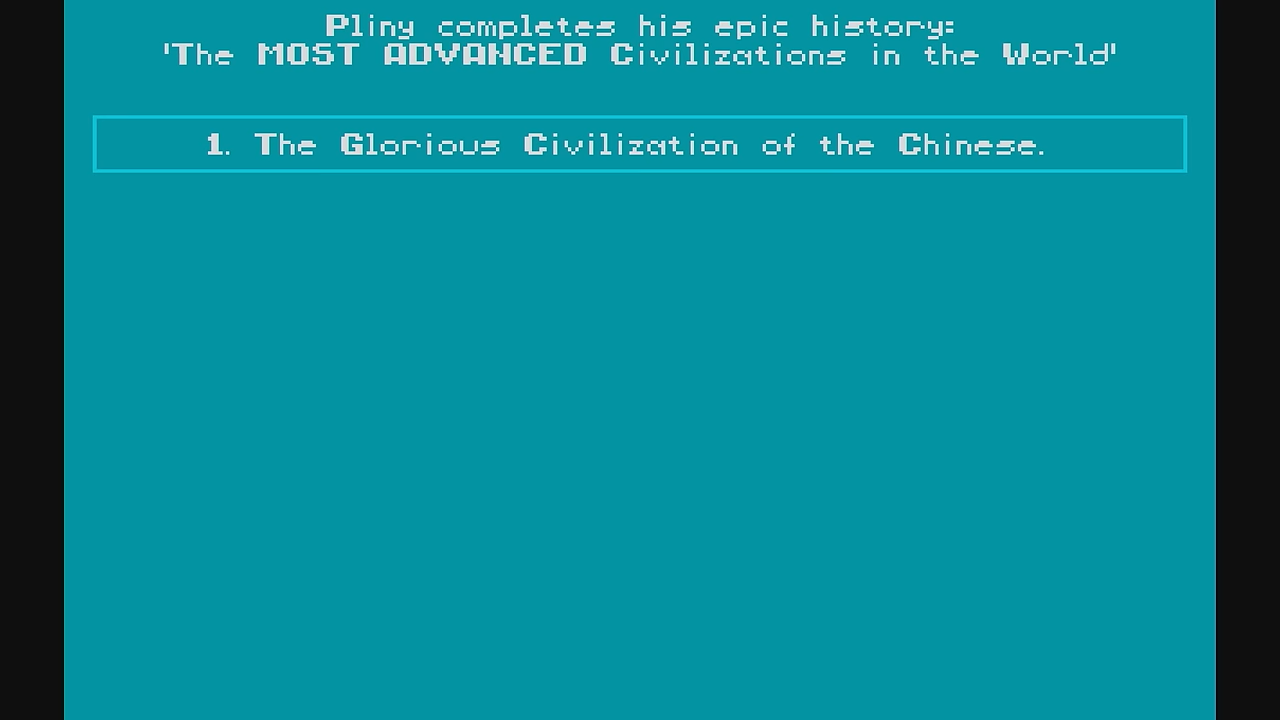 Pliny completes his epic history:
'The MOST ADVANCED Civilizations in the World'
1. The Glorious Civilization of the Chinese.